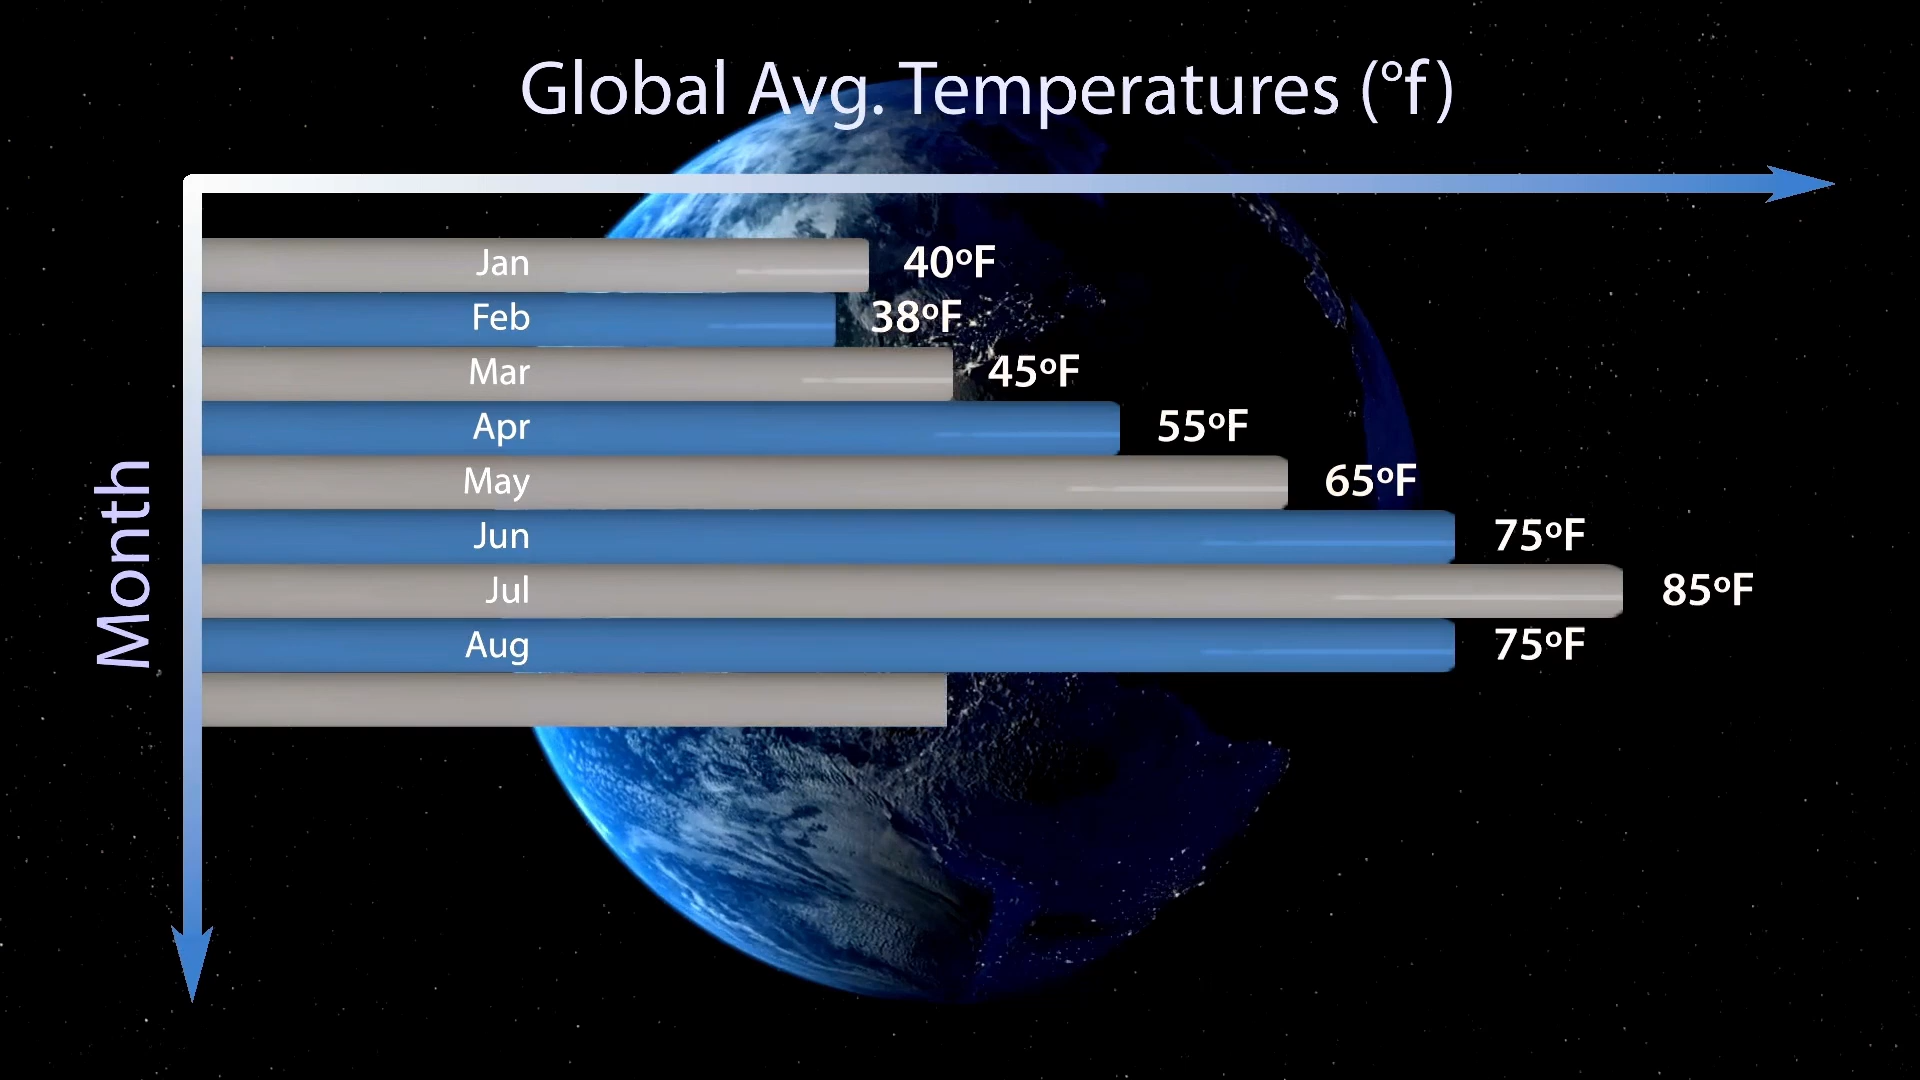 Global Avg. Temperatures (°f)
Month
Jan 40ºF
Feb 38ºF
Mar 45ºF
Apr 55ºF
May 65ºF
Jun 75ºF
Jul 85ºF
Aug 75ºF